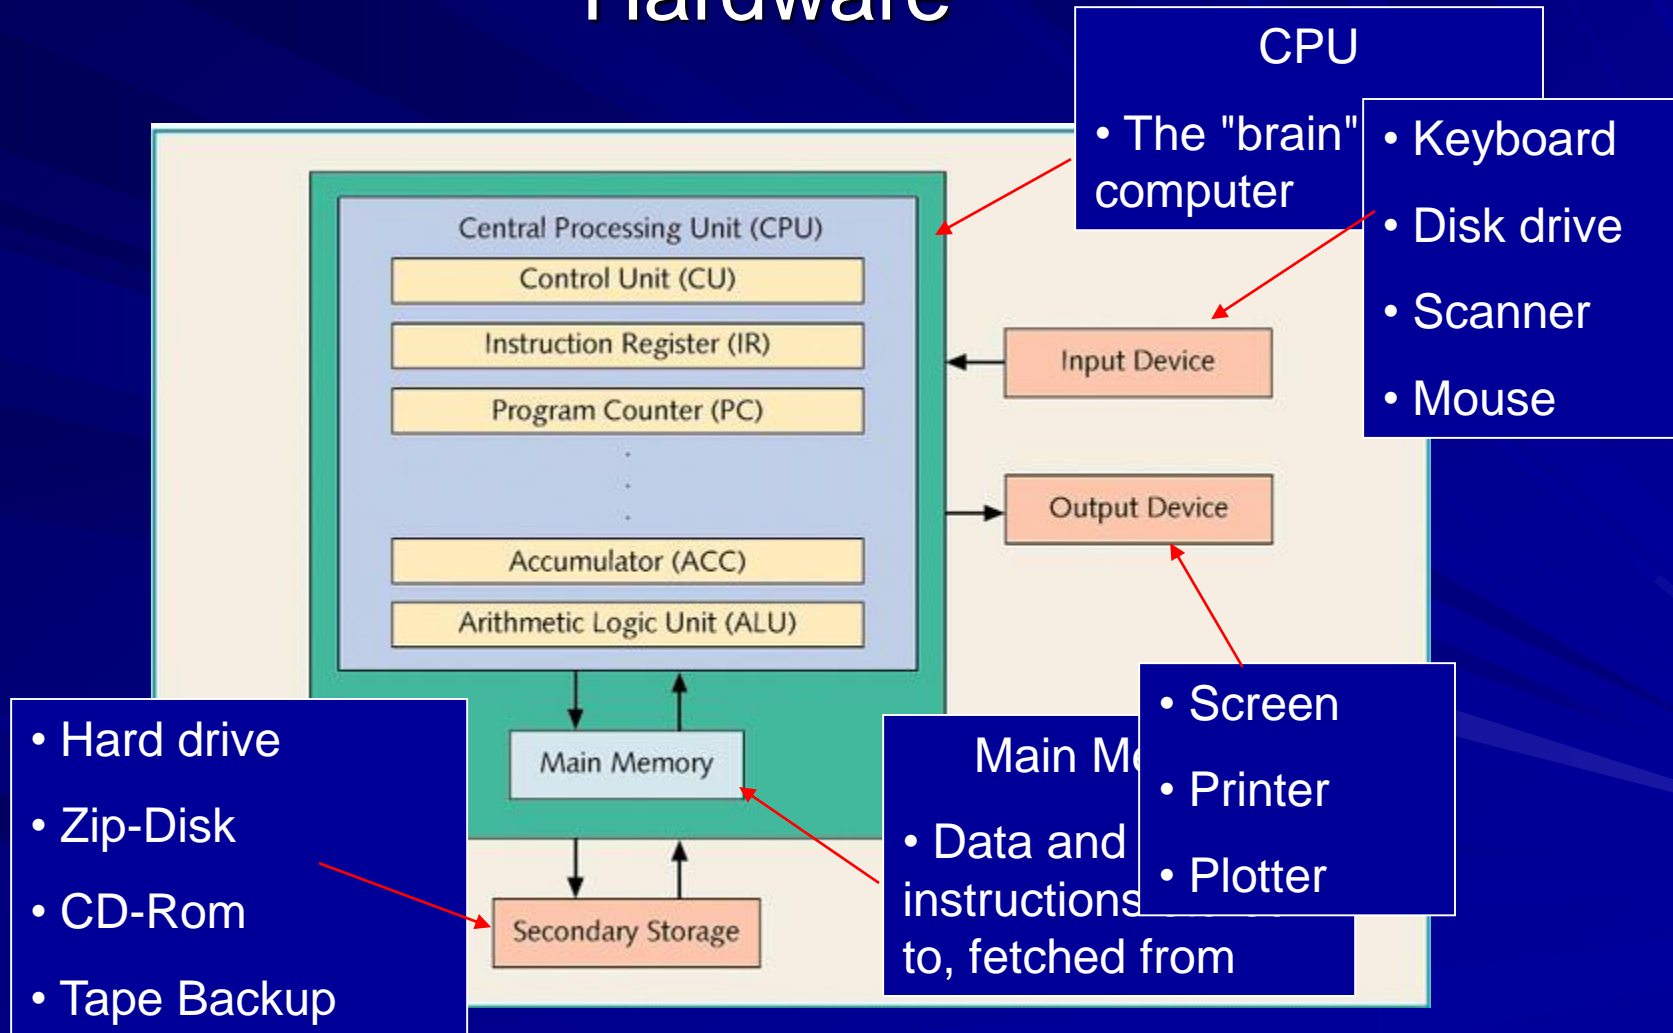 Hardware
CPU
• The "brain"
computer
• Keyboard
• Disk drive
• Scanner
• Mouse
Central Processing Unit (CPU)
Control Unit (CU)
Instruction Register (IR)
Program Counter (PC)
.
.
.
Accumulator (ACC)
Arithmetic Logic Unit (ALU)
Input Device
Output Device
• Screen
• Printer
• Plotter
Main Memory
Main
• Data and
instructions
to, fetched from
• Hard drive
• Zip-Disk
• CD-Rom
• Tape Backup
Secondary Storage